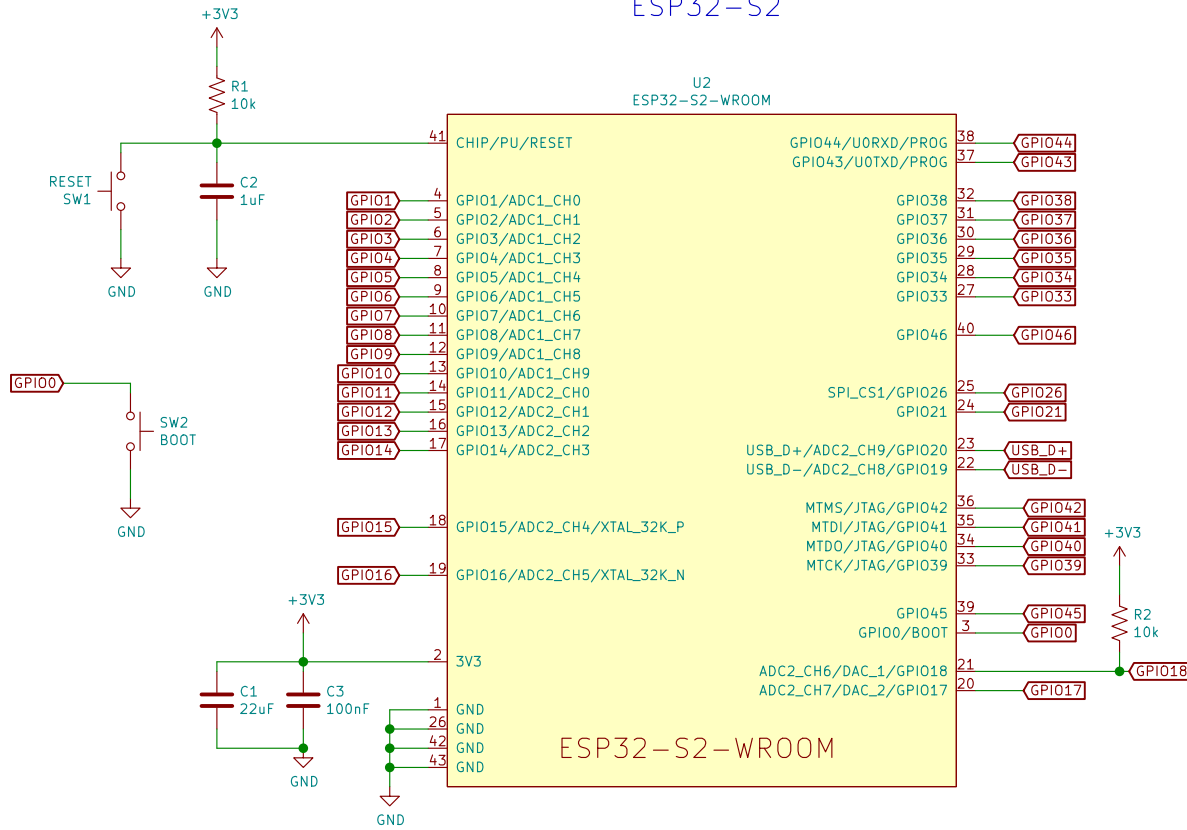 ESP32-S2
+3V3
R1
10k
U2
ESP32-S2-WROOM
RESET
SW1
C2
1uF
GND
GND
GPIO0
SW2
BOOT
GND
41 CHIP/PU/RESET
GPIO1 4 GPIO1/ADC1_CH0
GPIO2 5 GPIO2/ADC1_CH1
GPIO3 6 GPIO3/ADC1_CH2
GPIO4 7 GPIO4/ADC1_CH3
GPIO5 8 GPIO5/ADC1_CH4
GPIO6 9 GPIO6/ADC1_CH5
GPIO7 10 GPIO7/ADC1_CH6
GPIO8 11 GPIO8/ADC1_CH7
GPIO9 12 GPIO9/ADC1_CH8
GPIO10 13 GPIO10/ADC1_CH9
GPIO11 14 GPIO11/ADC2_CH0
GPIO12 15 GPIO12/ADC2_CH1
GPIO13 16 GPIO13/ADC2_CH2
GPIO14 17 GPIO14/ADC2_CH3
GPIO15 18 GPIO15/ADC2_CH4/XTAL_32K_P
GPIO16 19 GPIO16/ADC2_CH5/XTAL_32K_N
+3V3
2 3V3
C1
22uF
C3
100nF
GND
1 GND
26 GND
42 GND
43 GND
GND
ESP32-S2-WROOM
GPIO44/U0RXD/PROG 38 GPIO44
GPIO43/U0TXD/PROG 37 GPIO43
GPIO38 32 GPIO38
GPIO37 31 GPIO37
GPIO36 30 GPIO36
GPIO35 29 GPIO35
GPIO34 28 GPIO34
GPIO33 27 GPIO33
GPIO46 40 GPIO46
SPI_CS1/GPIO26 25 GPIO26
GPIO21 24 GPIO21
USB_D+/ADC2_CH9/GPIO20 23 USB_D+
USB_D-/ADC2_CH8/GPIO19 22 USB_D-
MTMS/JTAG/GPIO42 36 GPIO42
MTDI/JTAG/GPIO41 35 GPIO41
MTDO/JTAG/GPIO40 34 GPIO40
MTCK/JTAG/GPIO39 33 GPIO39
GPIO45 39 GPIO45
GPIO0/BOOT 3 GPIO0
ADC2_CH6/DAC_1/GPIO18 21 GPIO18
ADC2_CH7/DAC_2/GPIO17 20 GPIO17
+3V3
R2
10k